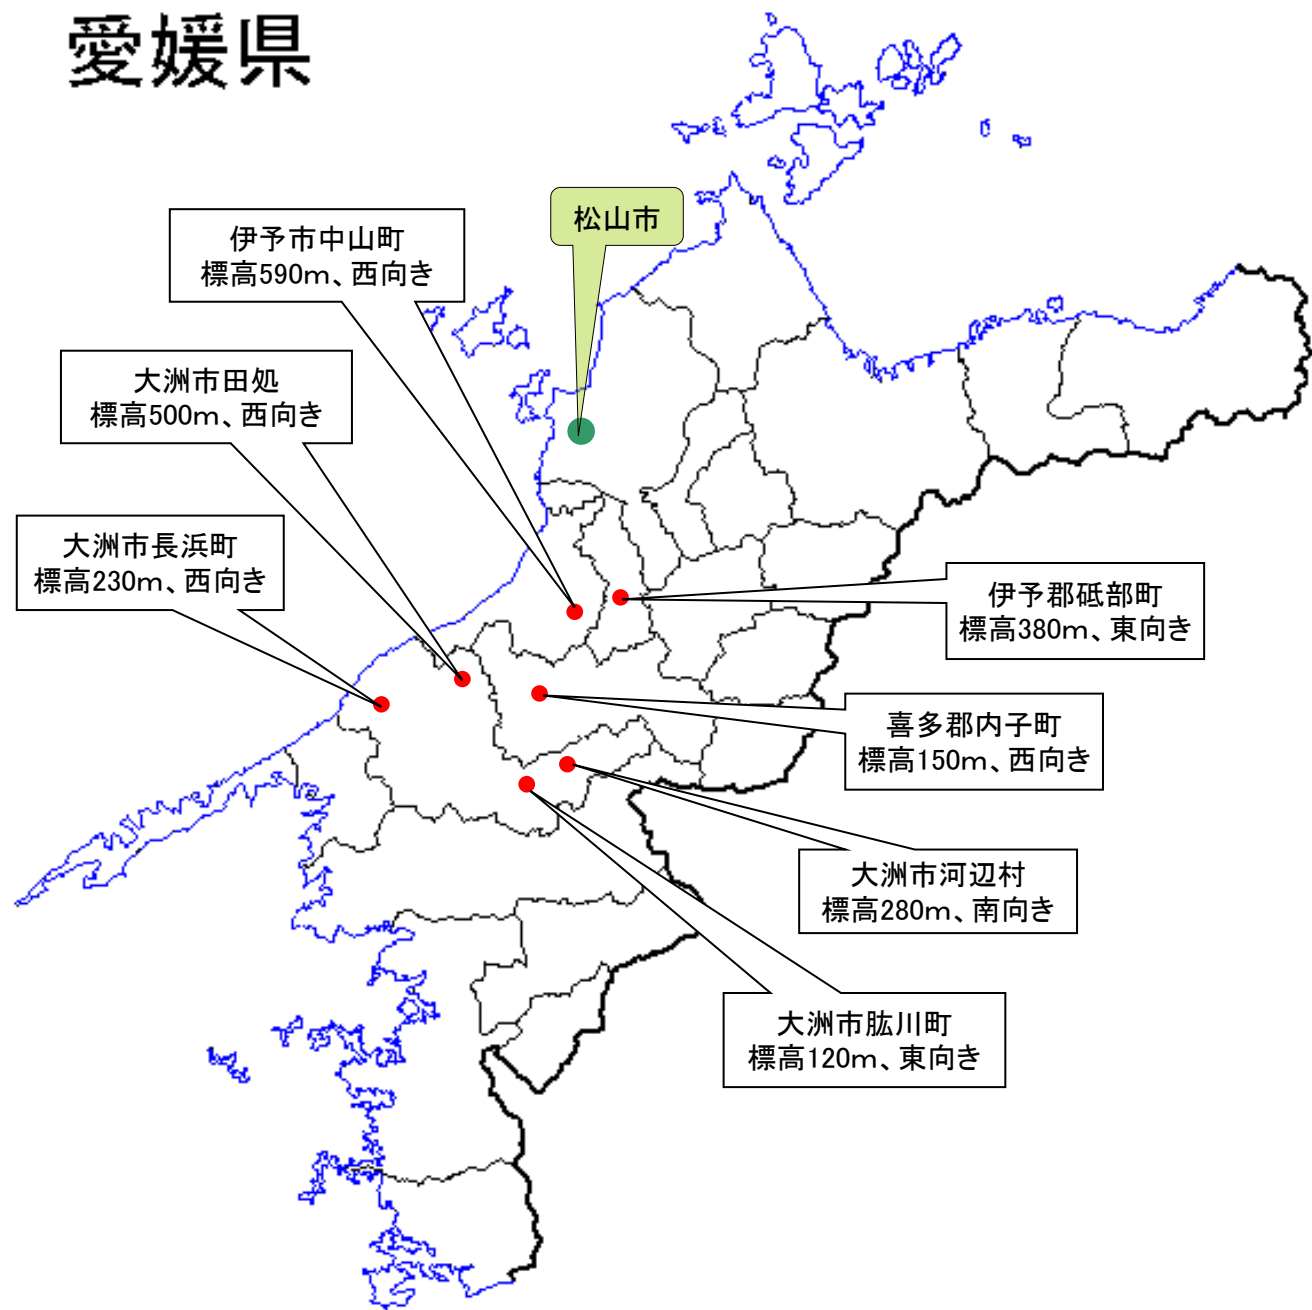 愛媛県
松山市
伊予市中山町
標高590m、西向き
大洲市田処
標高500m、西向き
大洲市長浜町
標高230m、西向き
伊予郡砥部町
標高380m、東向き
喜多郡内子町
標高150m、西向き
大洲市河辺村
標高280m、南向き
大洲市肱川町
標高120m、東向き